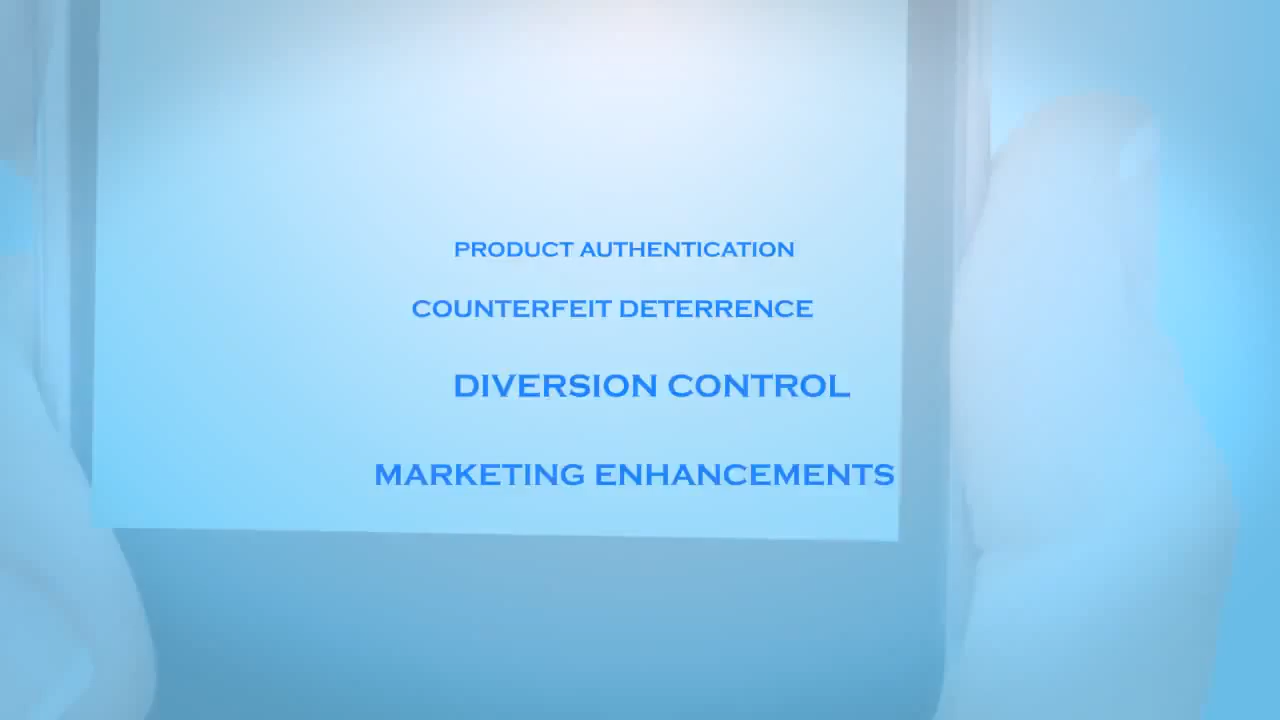 PRODUCT AUTHENTICATION
COUNTERFEIT DETERRENCE
DIVERSION CONTROL
MARKETING ENHANCEMENTS